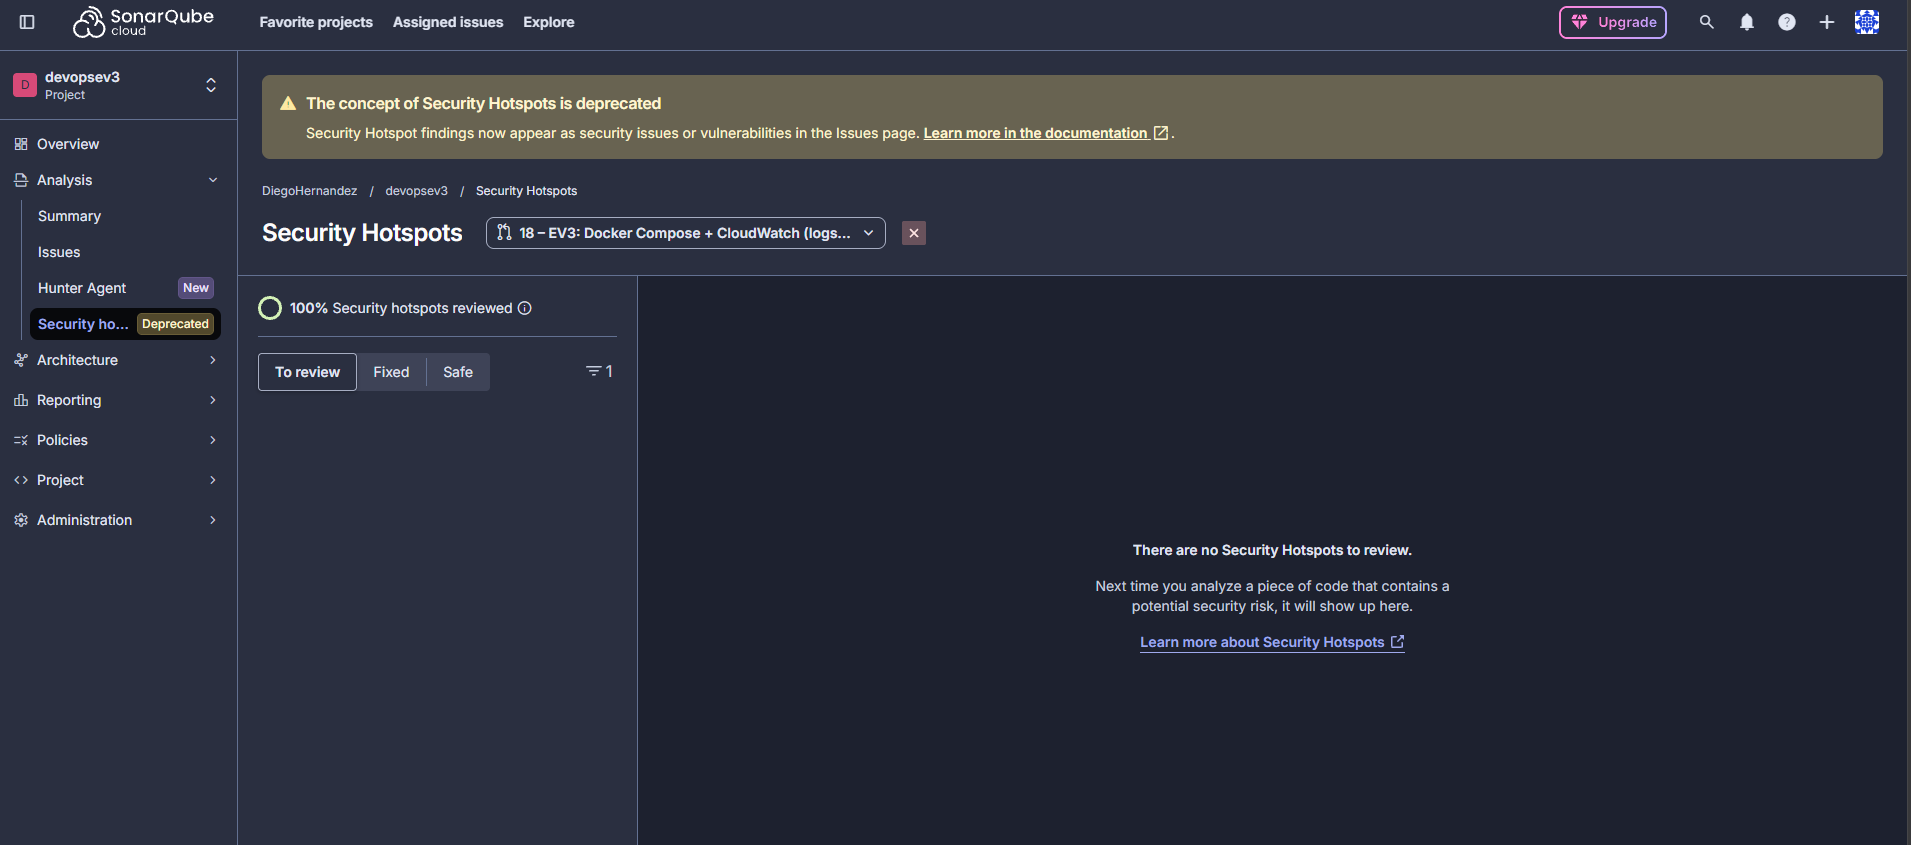 SonarQube cloud
Favorite projects
Assigned issues
Explore
Upgrade
D
devopsev3
Project
Overview
Analysis
Summary
Issues
Hunter Agent
New
Security ho...
Deprecated
Architecture
Reporting
Policies
Project
Administration
The concept of Security Hotspots is deprecated
Security Hotspot findings now appear as security issues or vulnerabilities in the Issues page. Learn more in the documentation .
DiegoHernandez / devopsev3 / Security Hotspots
Security Hotspots
18 – EV3: Docker Compose + CloudWatch (logs...
100% Security hotspots reviewed
To review
Fixed
Safe
1
There are no Security Hotspots to review.
Next time you analyze a piece of code that contains a
potential security risk, it will show up here.
Learn more about Security Hotspots